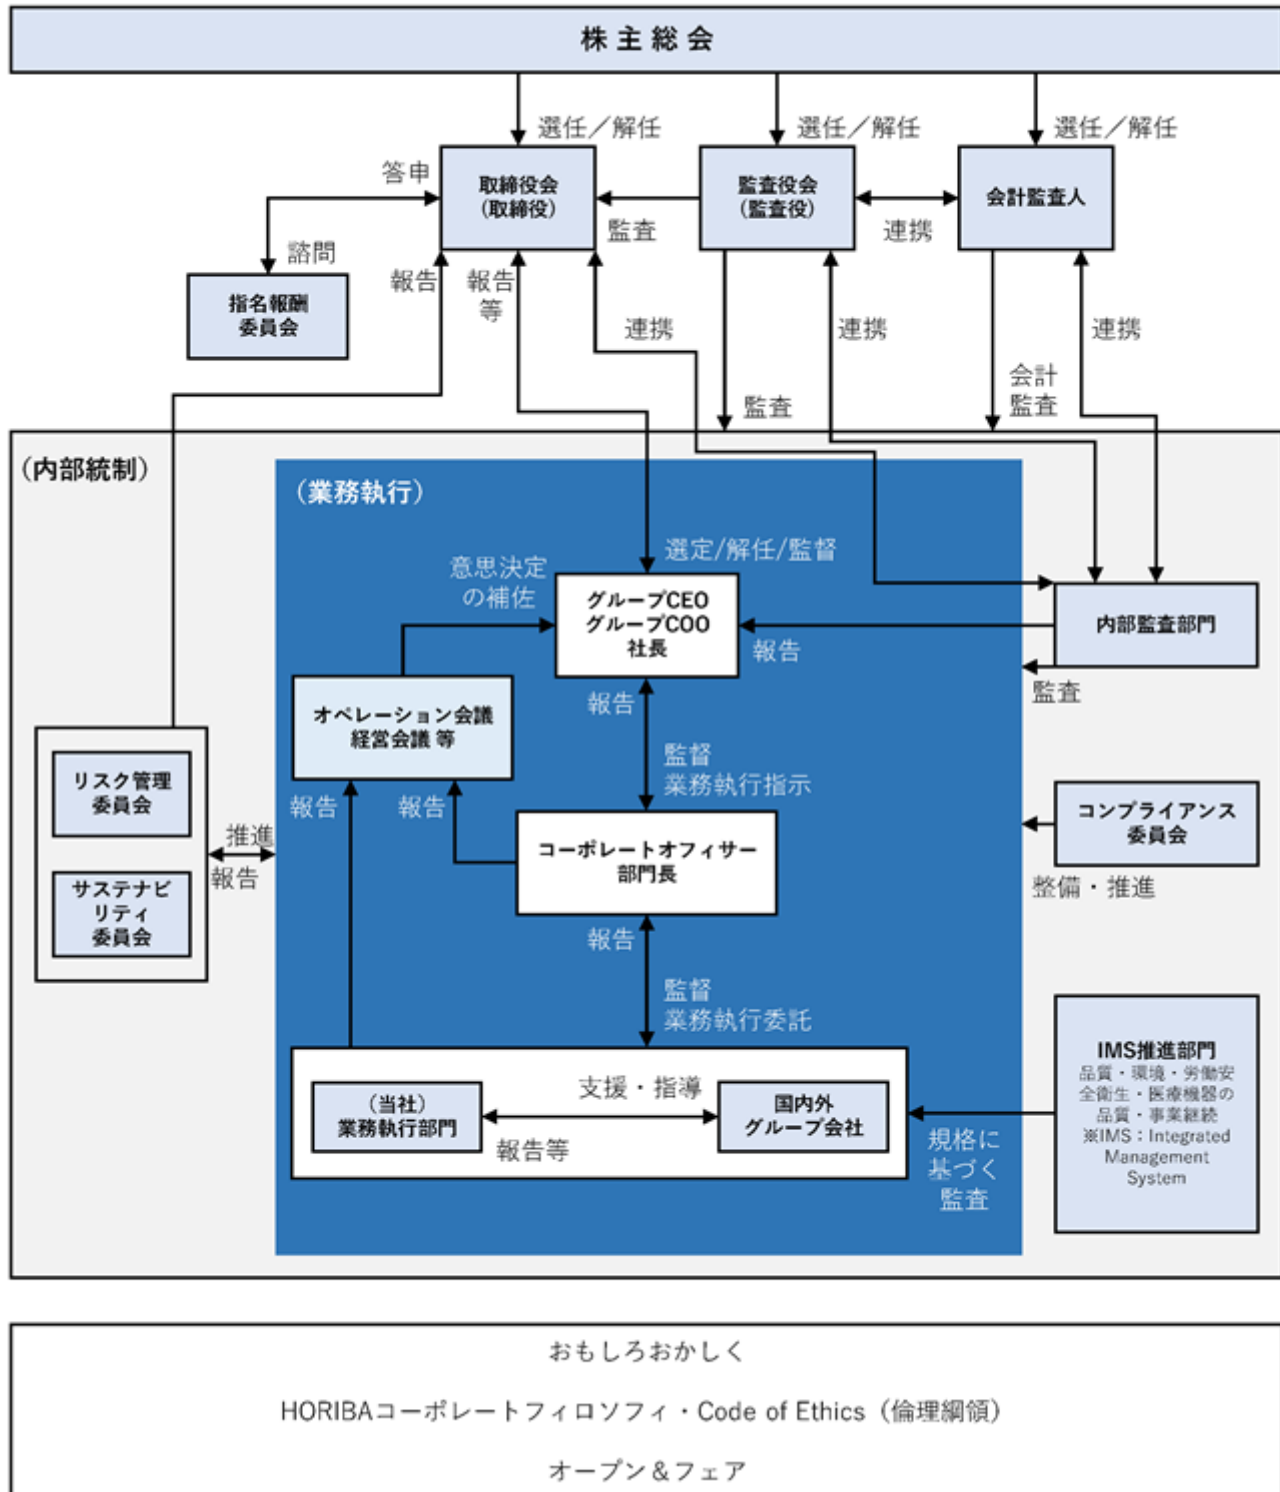 株主総会
選任／解任
選任／解任
選任／解任
答申
取締役会
(取締役)
監査役会
(監査役)
会計監査人
監査
連携
諮問
報告
報告
等
指名報酬
委員会
連携
連携
連携
監査
会計
監査
（内部統制）
（業務執行）
選定/解任/監督
意思決定
の補佐
グループCEO
グループCOO
社長
内部監査部門
報告
監査
オペレーション会議
経営会議 等
報告
監督
業務執行指示
リスク管理
委員会
報告
報告
コンプライアンス
委員会
推進
報告
コーポレートオフィサー
部門長
サステナビ
リティ
委員会
整備・推進
報告
監督
業務執行委託
IMS推進部門
品質・環境・労働安
全衛生・医療機器の
品質・事業継続
※IMS：Integrated
Management
System
（当社）
業務執行部門
支援・指導
報告等
国内外
グループ会社
規格に
基づく
監査
おもしろおかしく
HORIBAコーポレートフィロソフィ・Code of Ethics（倫理綱領）
オープン＆フェア